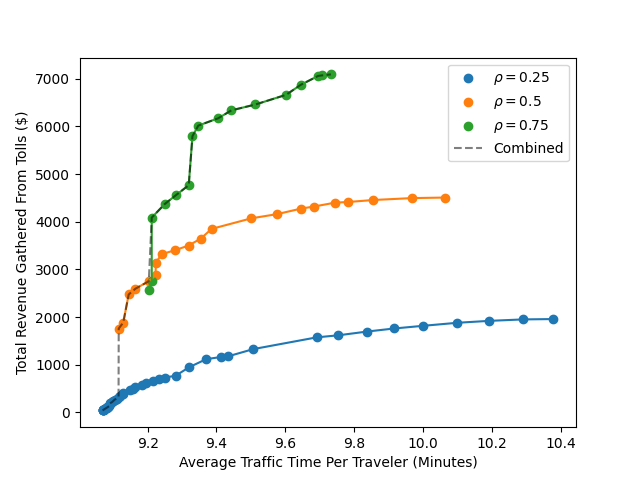 7000
6000
5000
4000
3000
2000
1000
0
Total Revenue Gathered From Tolls ($)
ρ = 0.25
ρ = 0.5
ρ = 0.75
Combined
9.2 9.4 9.6 9.8 10.0 10.2 10.4
Average Traffic Time Per Traveler (Minutes)